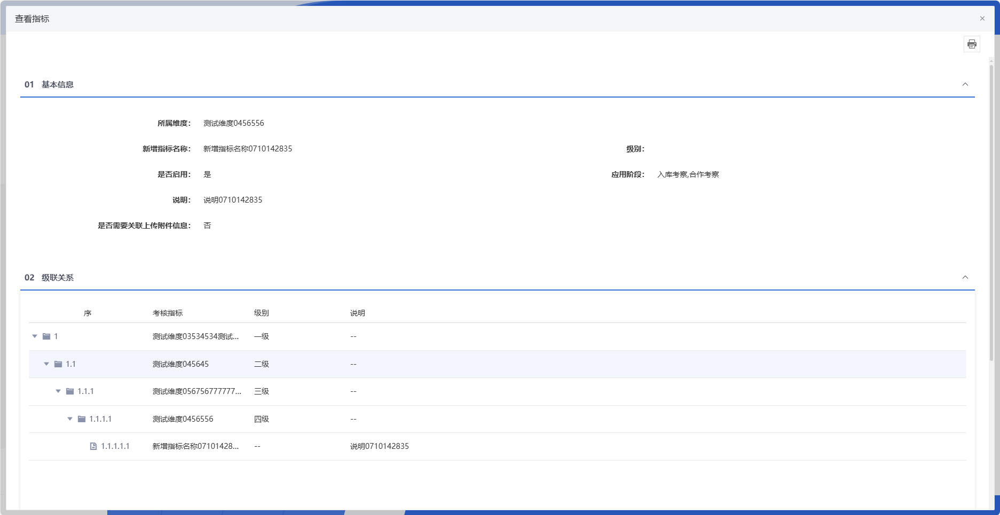 查看指标
01 基本信息
所属维度： 测试维度0456556
新增指标名称： 新增指标名称0710142835 级别：
是否启用： 是 应用阶段： 入库考察,合作考察
说明： 说明0710142835
是否需要关联上传附件信息： 否
02 级联关系
序 考核指标 级别 说明
1 测试维度03534534测试... 一级 --
1.1 测试维度045645 二级 --
1.1.1 测试维度056756777777... 三级 --
1.1.1.1 测试维度0456556 四级 --
1.1.1.1.1 新增指标名称07101428... -- 说明0710142835